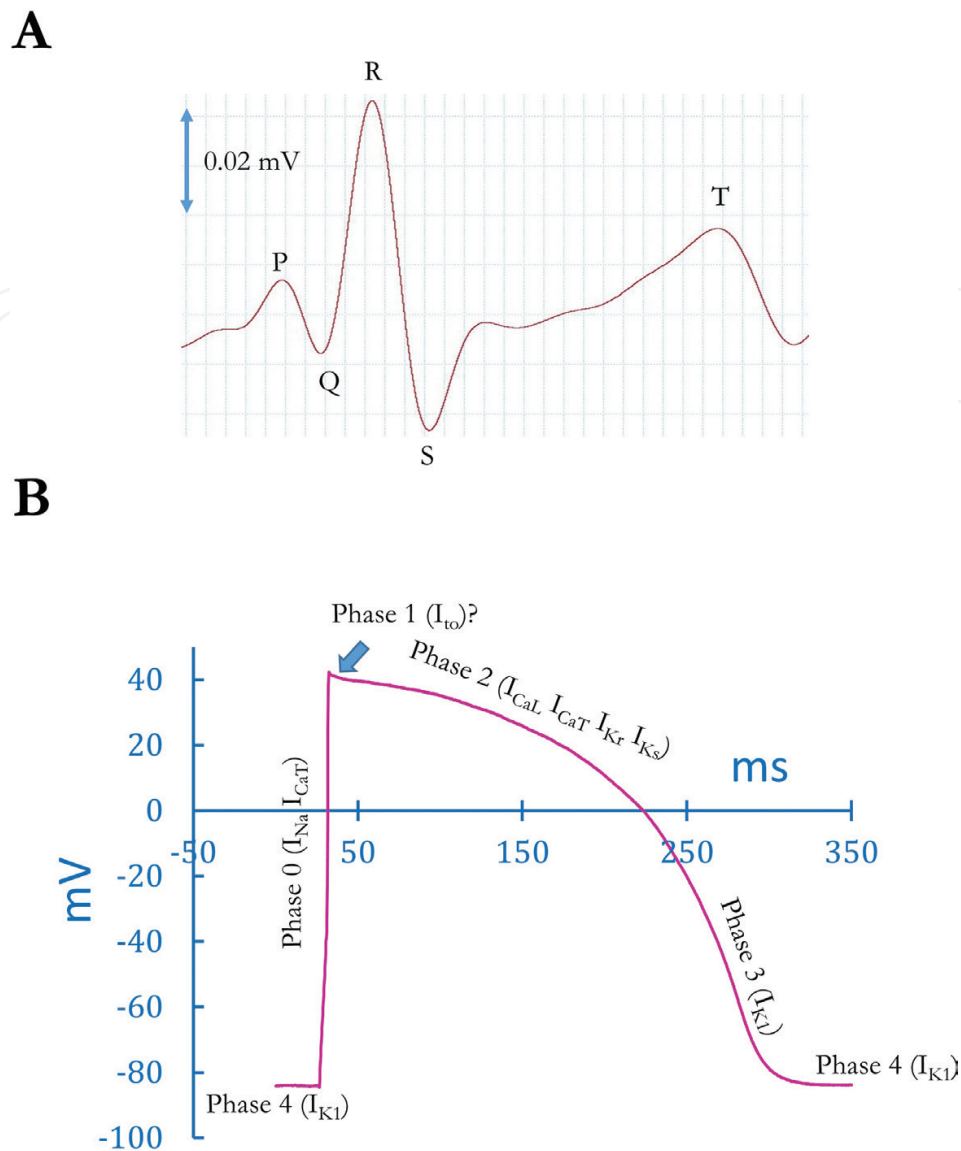 A
R
0.02 mV
T
P
Q
S
B
Phase 1 (Ito)?
Phase 2 (ICaL ICaT IKr IKs)
40
20
ms
0
-50
50
150
250
350
Phase 0 (INa ICaT)
mV
-20
-40
Phase 3 (IK1)
-60
-80
Phase 4 (IK1)
Phase 4 (IK1)
-100